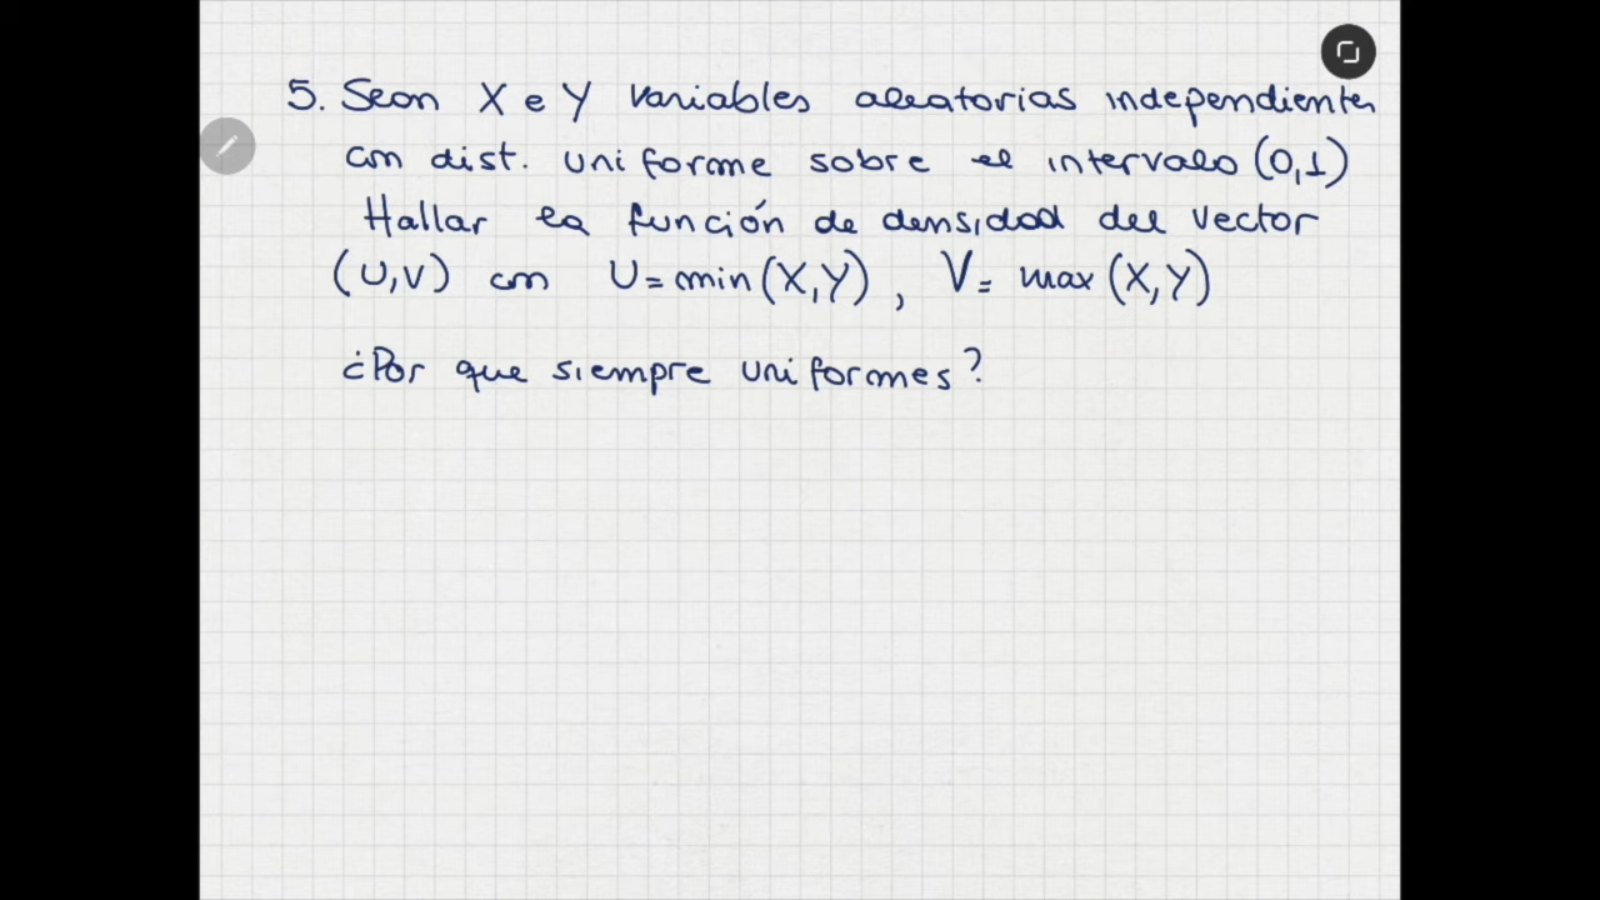 5. Sean X e Y variables aleatorias independientes
con dist. uniforme sobre el intervalo (0,1)
Hallar la función de densidad del vector
(U,V) con U=min(X,Y), V= max(X,Y)
¿Por que siempre uniformes?